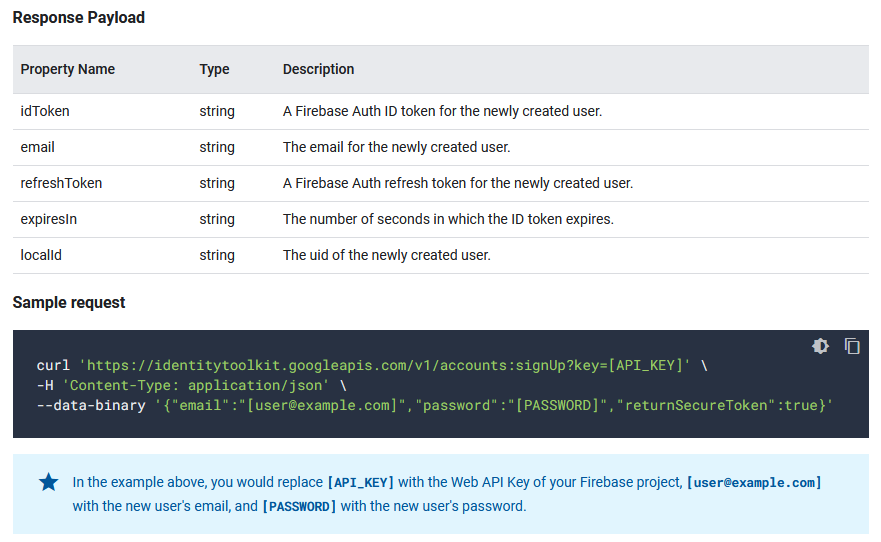 Response Payload
Property Name Type Description
idToken string A Firebase Auth ID token for the newly created user.
email string The email for the newly created user.
refreshToken string A Firebase Auth refresh token for the newly created user.
expiresIn string The number of seconds in which the ID token expires.
localId string The uid of the newly created user.
Sample request
curl 'https://identitytoolkit.googleapis.com/v1/accounts:signUp?key=[API_KEY]' \
-H 'Content-Type: application/json' \
--data-binary '{"email":"[user@example.com]","password":"[PASSWORD]","returnSecureToken":true}'
In the example above, you would replace [API_KEY] with the Web API Key of your Firebase project, [user@example.com]
with the new user's email, and [PASSWORD] with the new user's password.